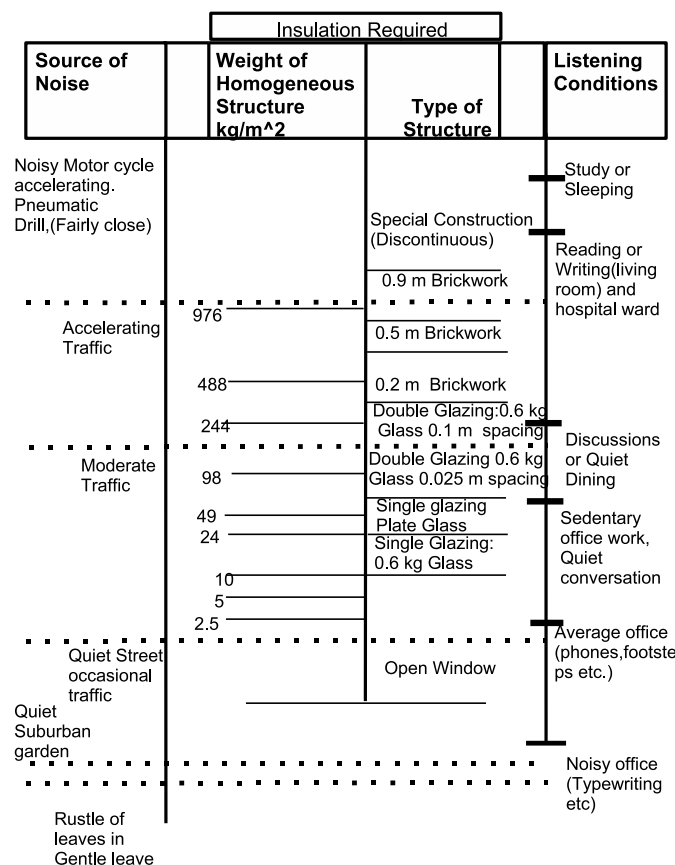 Insulation Required
Source of
Noise
Weight of
Homogeneous
Structure
kg/m^2
Type of
Structure
Listening
Conditions
Noisy Motor cycle
accelerating.
Pneumatic
Drill,(Fairly close)
Study or
Sleeping
Special Construction
(Discontinuous)
Reading or
Writing(living
room) and
hospital ward
0.9 m Brickwork
976
Accelerating
Traffic
0.5 m Brickwork
488
0.2 m Brickwork
244
Double Glazing:0.6 kg
Glass 0.1 m spacing
Discussions
or Quiet
Dining
Moderate
Traffic
98
Double Glazing 0.6 kg
Glass 0.025 m spacing
49
Single glazing
Plate Glass
Sedentary
office work,
Quiet
conversation
24
Single Glazing:
0.6 kg Glass
10
5
2.5
Average office
(phones,footste
ps etc.)
Quiet Street
occasional
traffic
Open Window
Quiet
Suburban
garden
Noisy office
(Typewriting
etc)
Rustle of
leaves in
Gentle leave